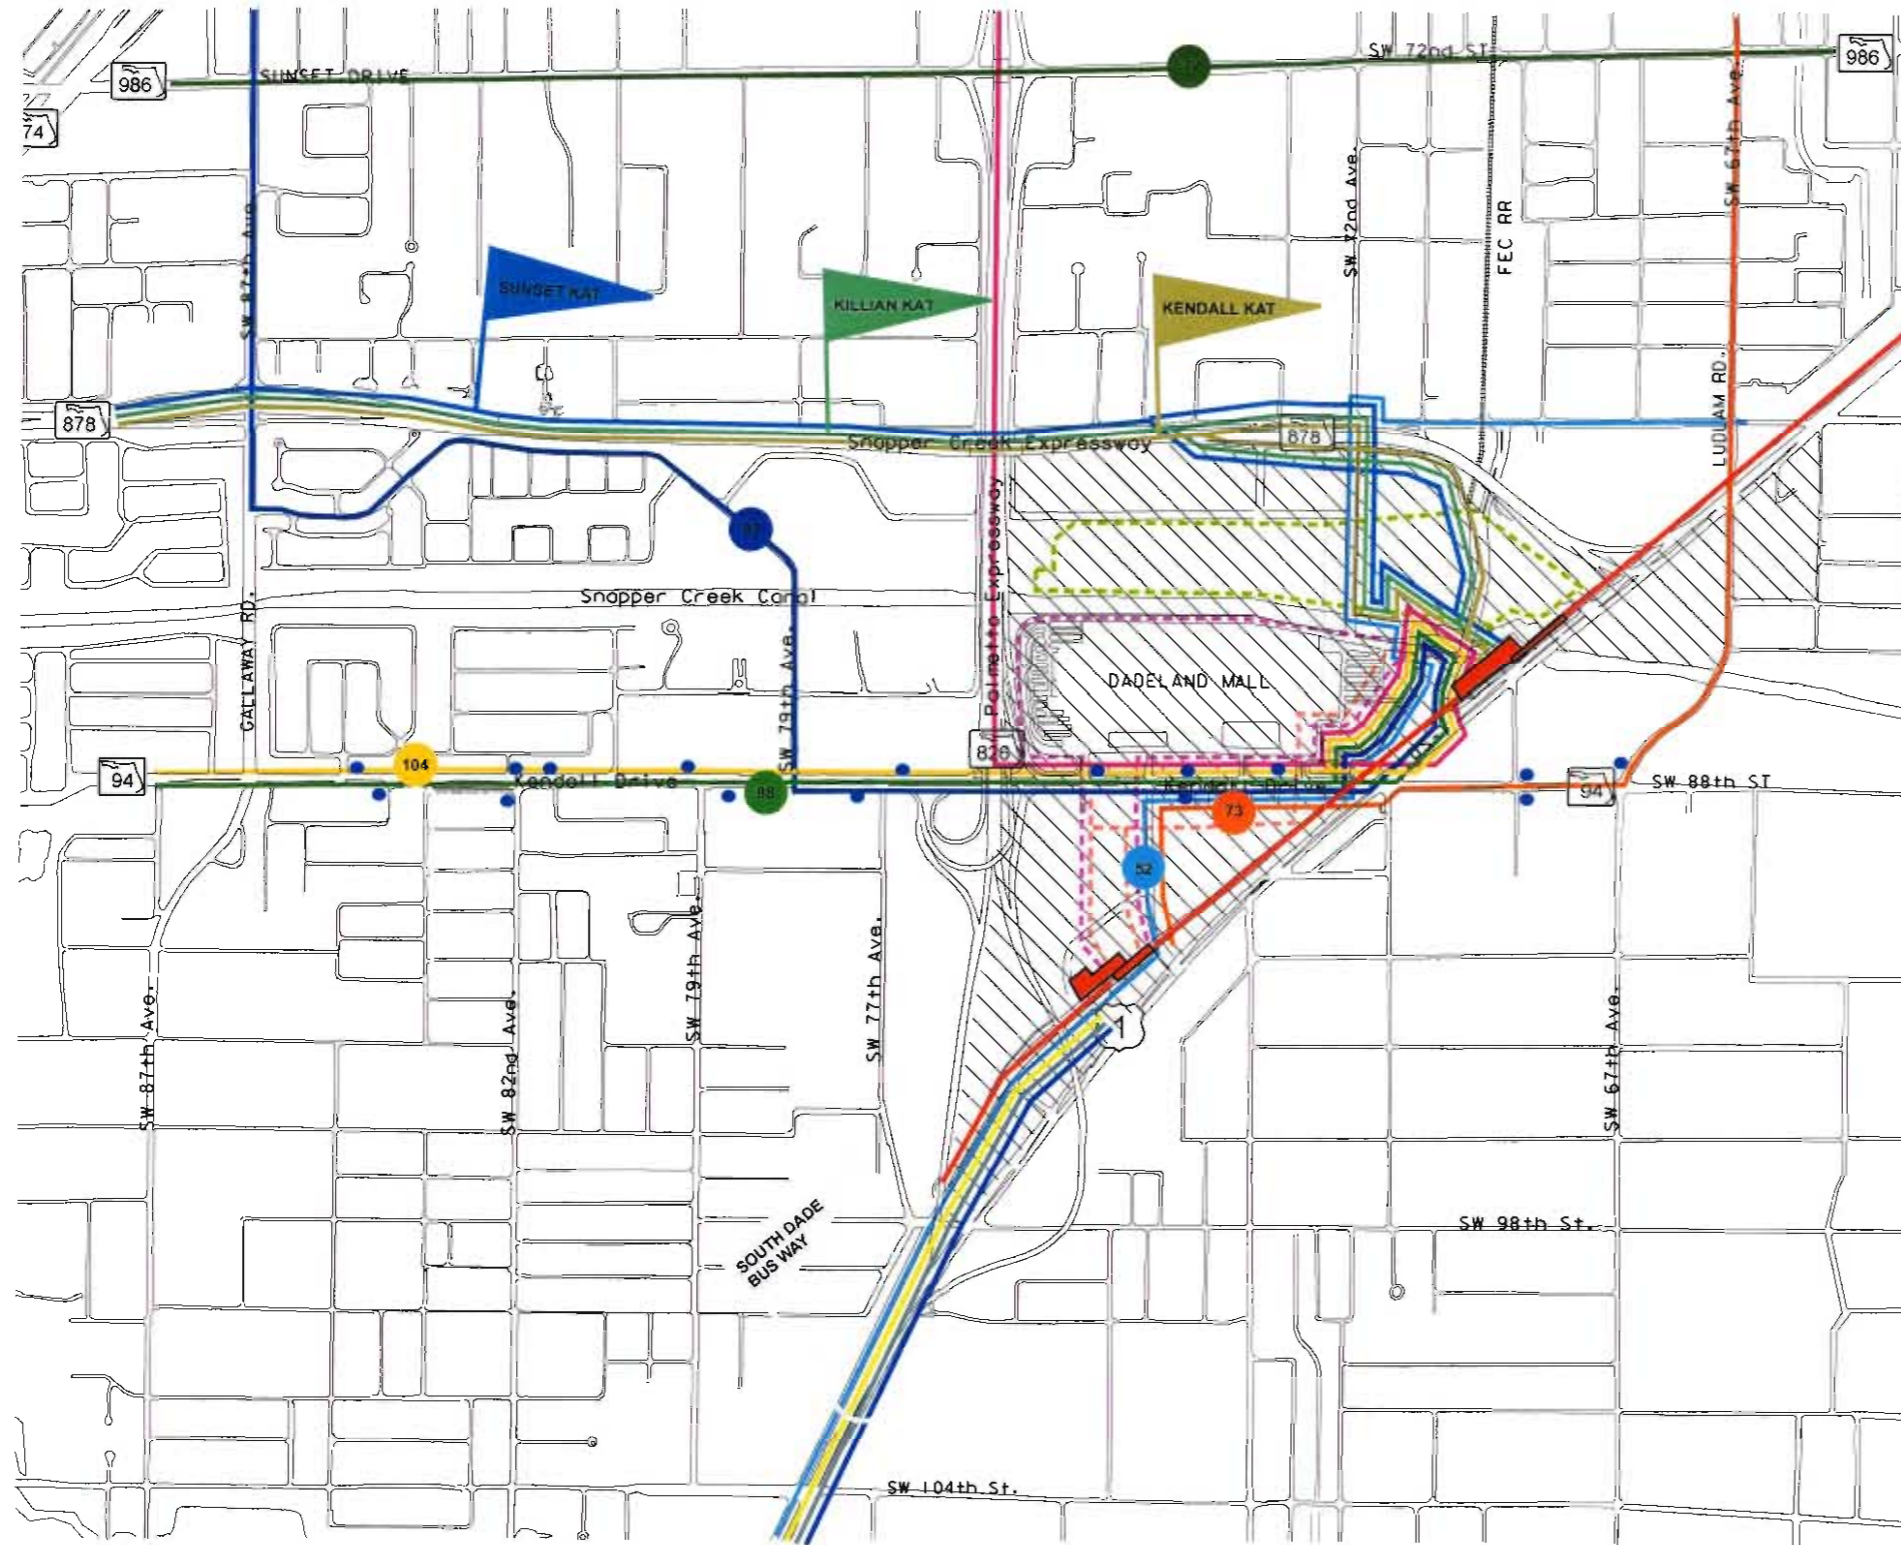 SW 72nd ST
986
986
SUNSET DRIVE
74
SW 67th Ave.
SW 72nd Ave.
FEC RR
SW 87th Ave.
SUNSET KAT
KILLIAN KAT
KENDALL KAT
LUDLAM RD.
878
878
Snapper Creek Expressway
Palmetto Expressway
Snapper Creek Canal
GALLAWAY RD.
SW 79th Ave.
DADELAND MALL
826
104
94
Kendall Drive
88
Kendall Drive
73
94
SW 88th ST
52
SW 79th Ave.
SW 77th Ave.
SW 87th Ave.
SW 82nd Ave.
1
SW 67th Ave.
SOUTH DADE
BUS WAY
SW 98th St.
SW 104th St.